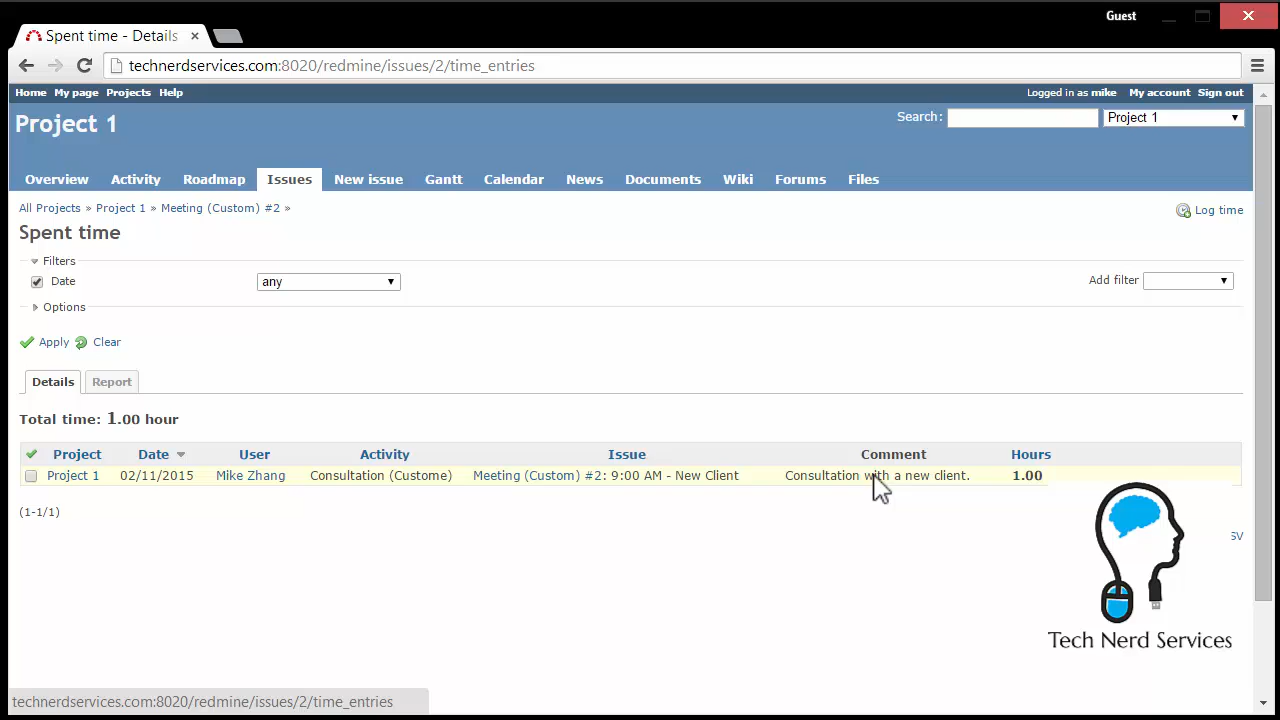 Guest
Spent time - Details
technerdservices.com:8020/redmine/issues/2/time_entries
Home My page Projects Help Logged in as mike My account Sign out
Project 1 Search: Project 1
Overview Activity Roadmap Issues New issue Gantt Calendar News Documents Wiki Forums Files
All Projects » Project 1 » Meeting (Custom) #2 » Log time
Spent time
Filters
Date any Add filter
Options
Apply Clear
Details Report
Total time: 1.00 hour
Project Date User Activity Issue Comment Hours
Project 1 02/11/2015 Mike Zhang Consultation (Custome) Meeting (Custom) #2: 9:00 AM - New Client Consultation with a new client. 1.00
(1-1/1)
SV
Tech Nerd Services
technerdservices.com:8020/redmine/issues/2/time_entries